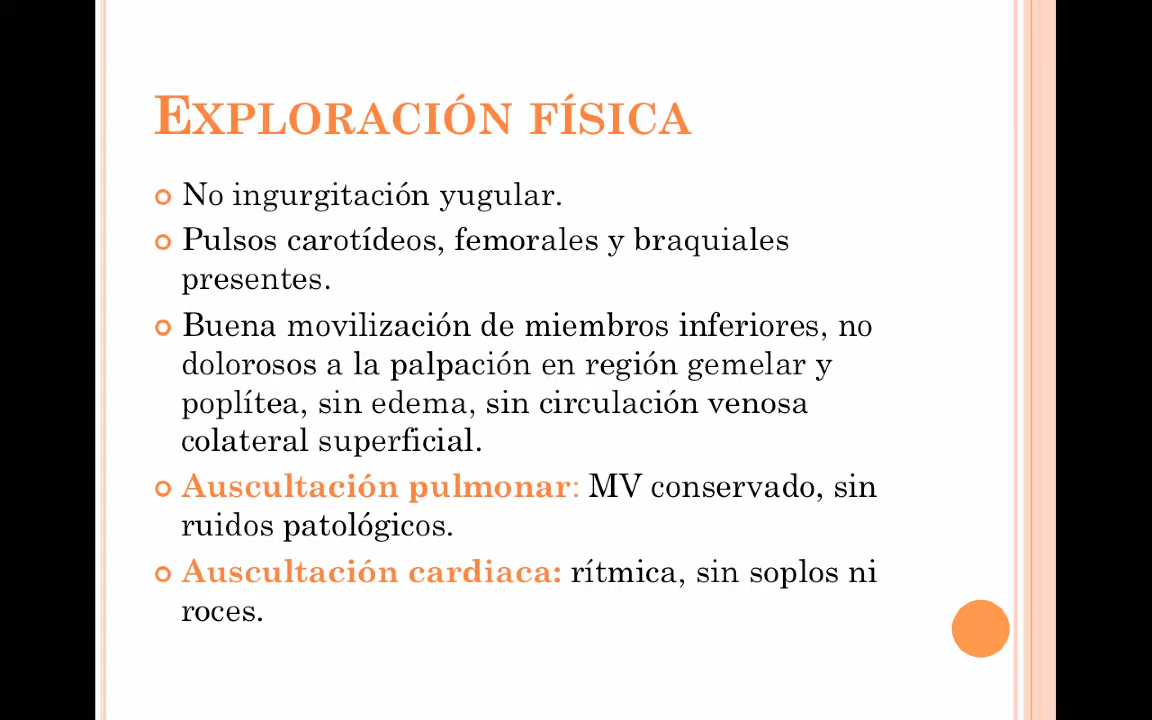 EXPLORACIÓN FÍSICA
No ingurgitación yugular.
Pulsos carotídeos, femorales y braquiales
presentes.
Buena movilización de miembros inferiores, no
dolorosos a la palpación en región gemelar y
poplítea, sin edema, sin circulación venosa
colateral superficial.
Auscultación pulmonar: MV conservado, sin
ruidos patológicos.
Auscultación cardiaca: rítmica, sin soplos ni
roces.